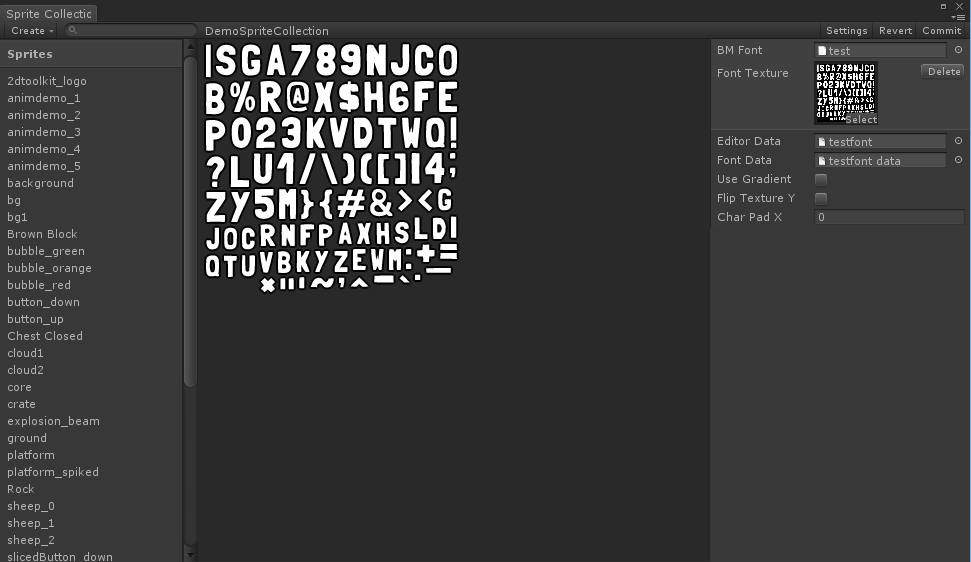 Sprite Collectic
Create
DemoSpriteCollection
Settings Revert Commit
Sprites
2dtoolkit_logo
animdemo_1
animdemo_2
animdemo_3
animdemo_4
animdemo_5
background
bg
bg1
Brown Block
bubble_green
bubble_orange
bubble_red
button_down
button_up
Chest Closed
cloud1
cloud2
core
crate
explosion_beam
ground
platform
platform_spiked
Rock
sheep_0
sheep_1
sheep_2
slicedButton_down
|SGA789NJCO
B%R@X$H6FE
PO23KVDTWQ!
?LU1/\)([]I4;
ZY5M}{#&><G
JOCRNFPAXHSLDI
QTUVBKYZEWM:+=
BM Font test
Font Texture
Delete
Select
Editor Data testfont
Font Data testfont data
Use Gradient
Flip Texture Y
Char Pad X 0